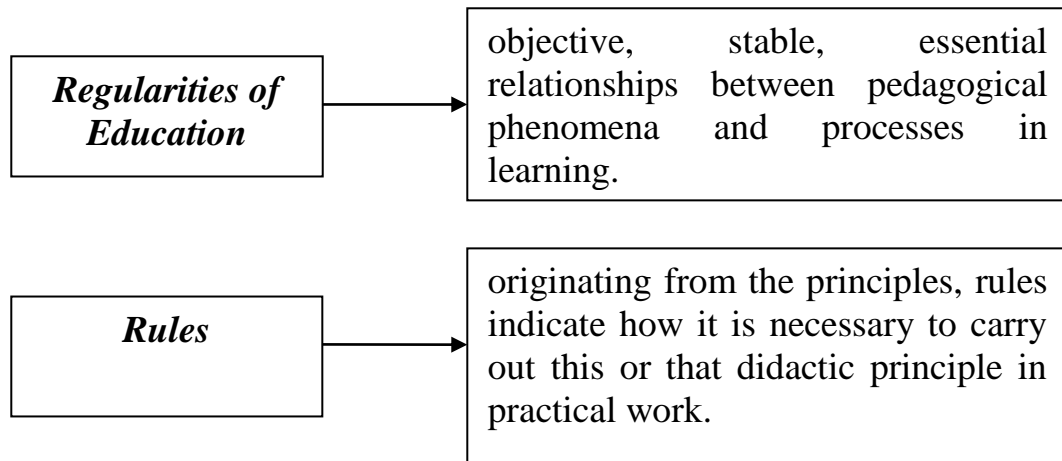 Regularities of
Education
objective, stable, essential
relationships between pedagogical
phenomena and processes in
learning.
Rules
originating from the principles, rules
indicate how it is necessary to carry
out this or that didactic principle in
practical work.